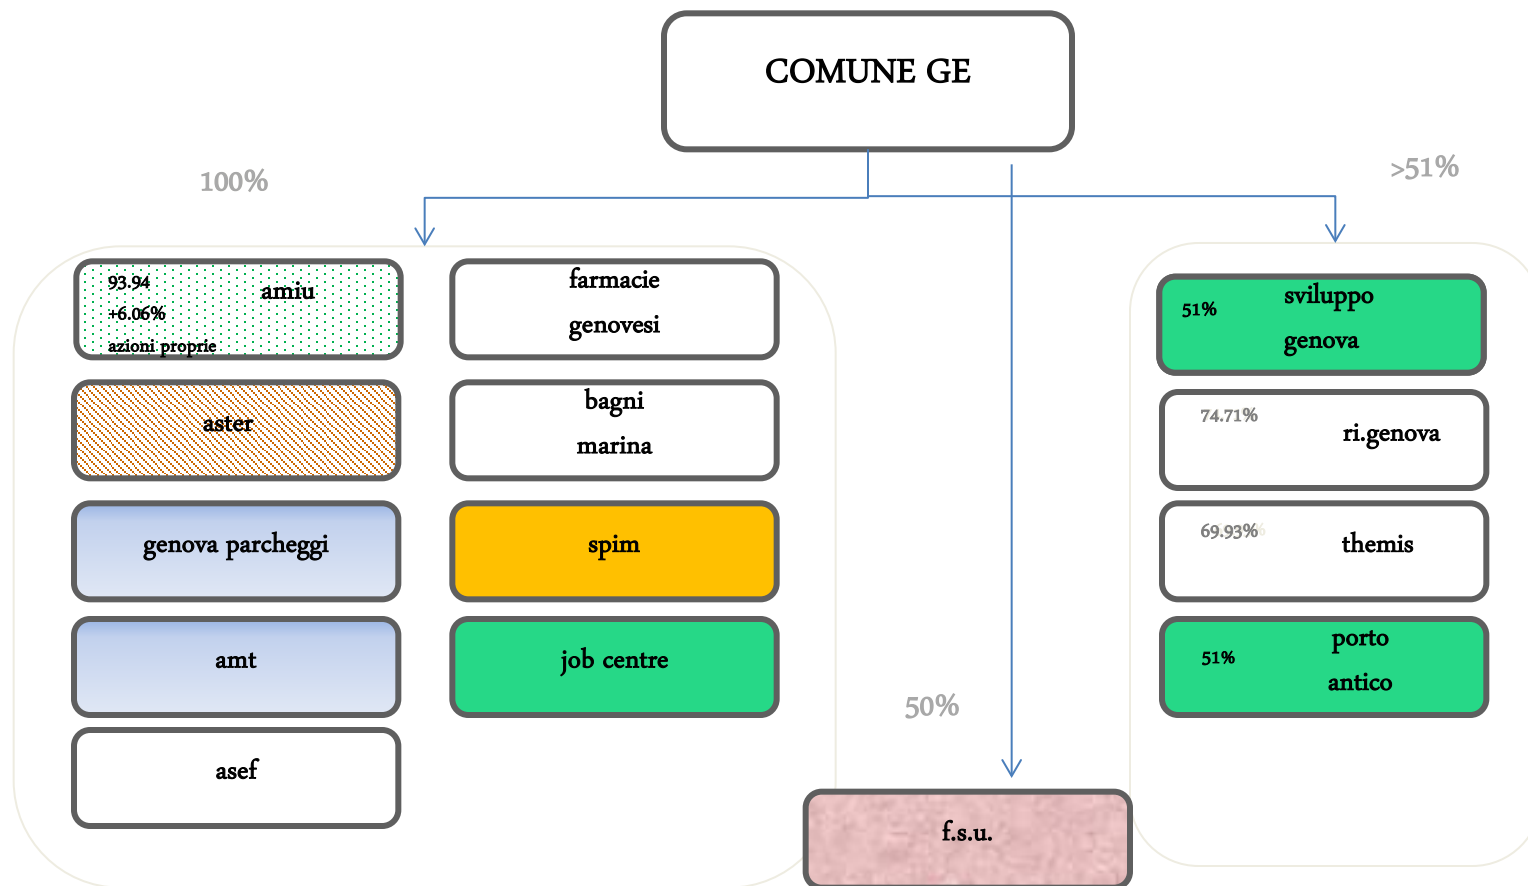 COMUNE GE
100%
>51%
93.94
+6.06%
azioni proprie
amiu
farmacie
genovesi
aster
bagni
marina
genova parcheggi
spim
amt
job centre
asef
50%
f.s.u.
51%
sviluppo
genova
74.71%
ri.genova
69.93%
themis
51%
porto
antico